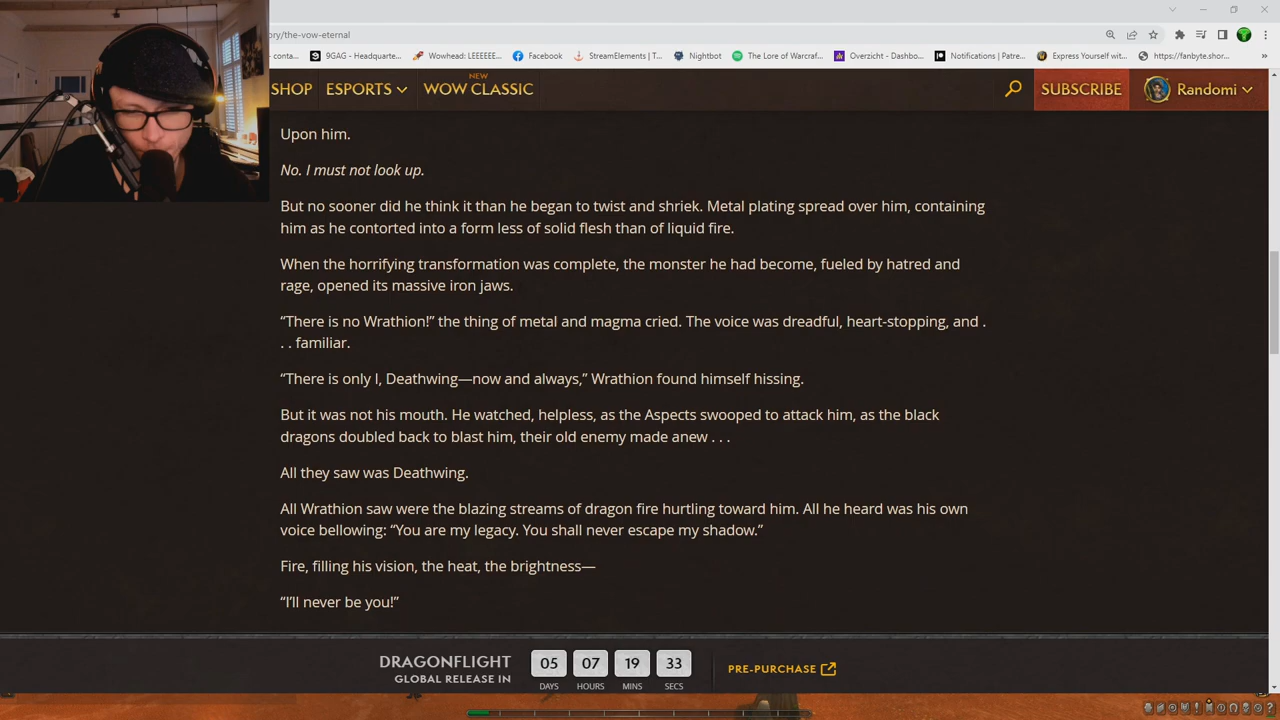 ory/the-vow-eternal
conta...
9GAG - Headquarte...
Wowhead: LEEEEEE...
Facebook
StreamElements | T...
Nightbot
The Lore of Warcraf...
Overzicht - Dashbo...
Notifications | Patre...
Express Yourself wit...
https://fanbyte.shor...
»
SHOP
ESPORTS
NEW
WOW CLASSIC
SUBSCRIBE
Randomi
Upon him.
No. I must not look up.
But no sooner did he think it than he began to twist and shriek. Metal plating spread over him, containing
him as he contorted into a form less of solid flesh than of liquid fire.
When the horrifying transformation was complete, the monster he had become, fueled by hatred and
rage, opened its massive iron jaws.
“There is no Wrathion!” the thing of metal and magma cried. The voice was dreadful, heart-stopping, and .
. . familiar.
“There is only I, Deathwing—now and always,” Wrathion found himself hissing.
But it was not his mouth. He watched, helpless, as the Aspects swooped to attack him, as the black
dragons doubled back to blast him, their old enemy made anew . . .
All they saw was Deathwing.
All Wrathion saw were the blazing streams of dragon fire hurtling toward him. All he heard was his own
voice bellowing: “You are my legacy. You shall never escape my shadow.”
Fire, filling his vision, the heat, the brightness—
“I’ll never be you!”
DRAGONFLIGHT
GLOBAL RELEASE IN
05 07 19 33
DAYS HOURS MINS SECS
PRE-PURCHASE